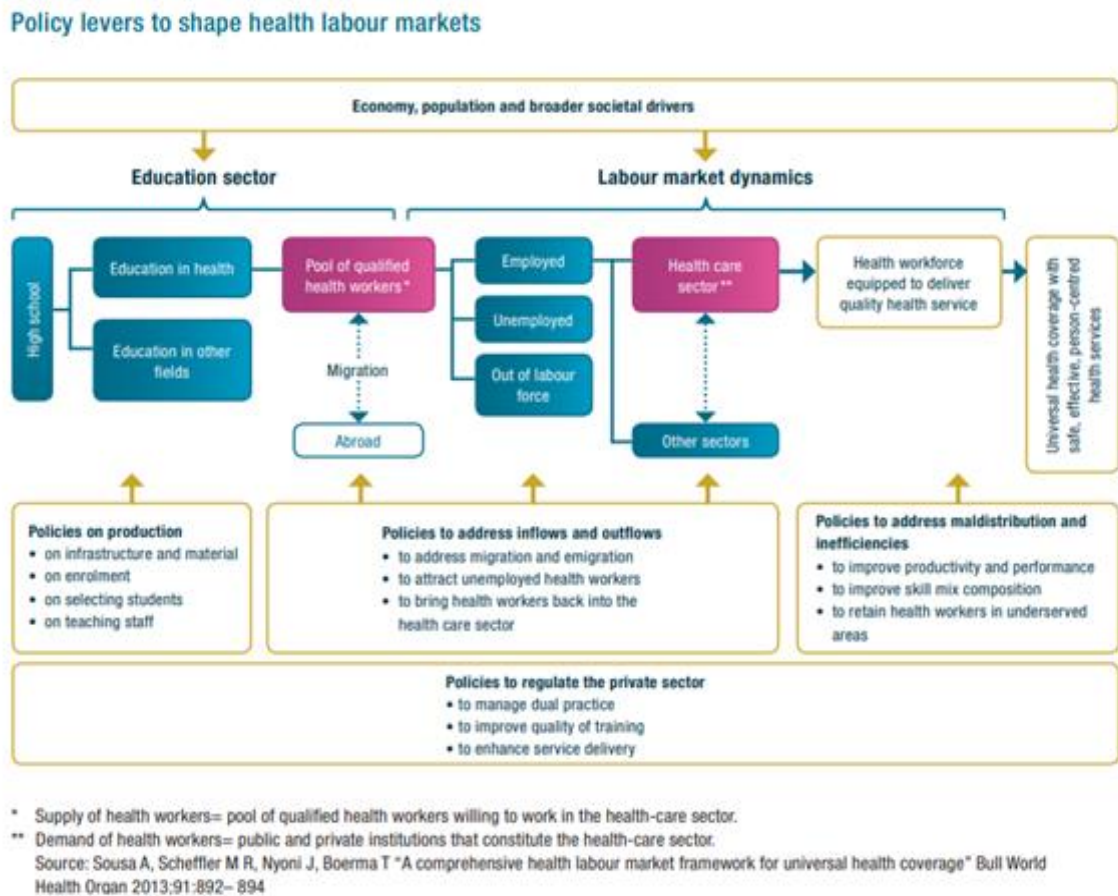 Policy levers to shape health labour markets
Economy, population and broader societal drivers
Education sector
Labour market dynamics
High school
Education in health
Education in other
fields
Pool of qualified
health workers*
Migration
Abroad
Employed
Unemployed
Out of labour
force
Health care
sector**
Other sectors
Health workforce
equipped to deliver
quality health service
Universal health coverage with
safe, effective, person-centred
health services
Policies on production
• on infrastructure and material
• on enrolment
• on selecting students
• on teaching staff
Policies to address inflows and outflows
• to address migration and emigration
• to attract unemployed health workers
• to bring health workers back into the
health care sector
Policies to address maldistribution and
inefficiencies
• to improve productivity and performance
• to improve skill mix composition
• to retain health workers in underserved
areas
Policies to regulate the private sector
• to manage dual practice
• to improve quality of training
• to enhance service delivery
* Supply of health workers= pool of qualified health workers willing to work in the health-care sector.
** Demand of health workers= public and private institutions that constitute the health-care sector.
Source: Sousa A, Scheffler M R, Nyoni J, Boerma T “A comprehensive health labour market framework for universal health coverage” Bull World
Health Organ 2013;91:892– 894